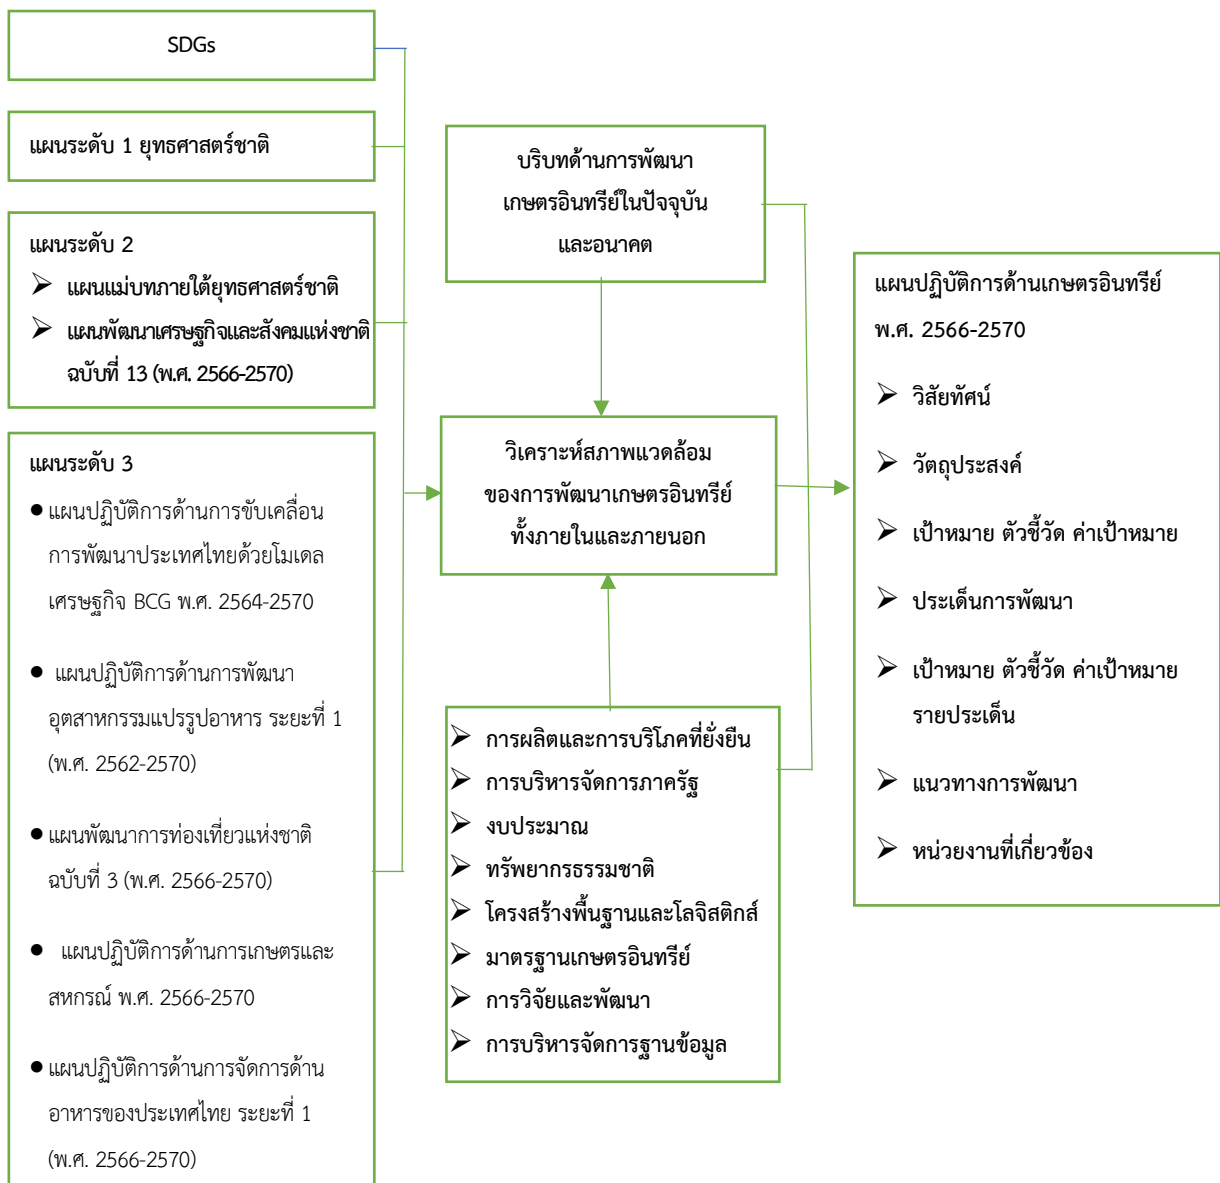 SDGs
แผนระดับ 1 ยุทธศาสตร์ชาติ
แผนระดับ 2
➢ แผนแม่บทภายใต้ยุทธศาสตร์ชาติ
➢ แผนพัฒนาเศรษฐกิจและสังคมแห่งชาติ
ฉบับที่ 13 (พ.ศ. 2566-2570)
แผนระดับ 3
● แผนปฏิบัติการด้านการขับเคลื่อน
การพัฒนาประเทศไทยด้วยโมเดล
เศรษฐกิจ BCG พ.ศ. 2564-2570
● แผนปฏิบัติการด้านการพัฒนา
อุตสาหกรรมแปรรูปอาหาร ระยะที่ 1
(พ.ศ. 2562-2570)
● แผนพัฒนาการท่องเที่ยวแห่งชาติ
ฉบับที่ 3 (พ.ศ. 2566-2570)
● แผนปฏิบัติการด้านการเกษตรและ
สหกรณ์ พ.ศ. 2566-2570
● แผนปฏิบัติการด้านการจัดการด้าน
อาหารของประเทศไทย ระยะที่ 1
(พ.ศ. 2566-2570)
บริบทด้านการพัฒนา
เกษตรอินทรีย์ในปัจจุบัน
และอนาคต
วิเคราะห์สภาพแวดล้อม
ของการพัฒนาเกษตรอินทรีย์
ทั้งภายในและภายนอก
➢ การผลิตและการบริโภคที่ยั่งยืน
➢ การบริหารจัดการภาครัฐ
➢ งบประมาณ
➢ ทรัพยากรธรรมชาติ
➢ โครงสร้างพื้นฐานและโลจิสติกส์
➢ มาตรฐานเกษตรอินทรีย์
➢ การวิจัยและพัฒนา
➢ การบริหารจัดการฐานข้อมูล
แผนปฏิบัติการด้านเกษตรอินทรีย์
พ.ศ. 2566-2570
➢ วิสัยทัศน์
➢ วัตถุประสงค์
➢ เป้าหมาย ตัวชี้วัด ค่าเป้าหมาย
➢ ประเด็นการพัฒนา
➢ เป้าหมาย ตัวชี้วัด ค่าเป้าหมาย
รายประเด็น
➢ แนวทางการพัฒนา
➢ หน่วยงานที่เกี่ยวข้อง